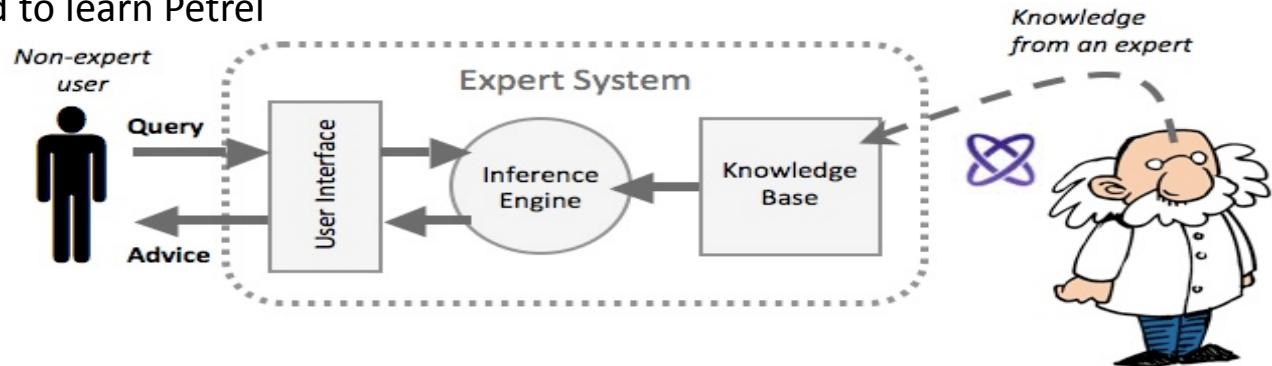 to learn Petrel
Knowledge
from an expert
Non-expert
user
Expert System
Query
User Interface
Inference
Engine
Knowledge
Base
Advice